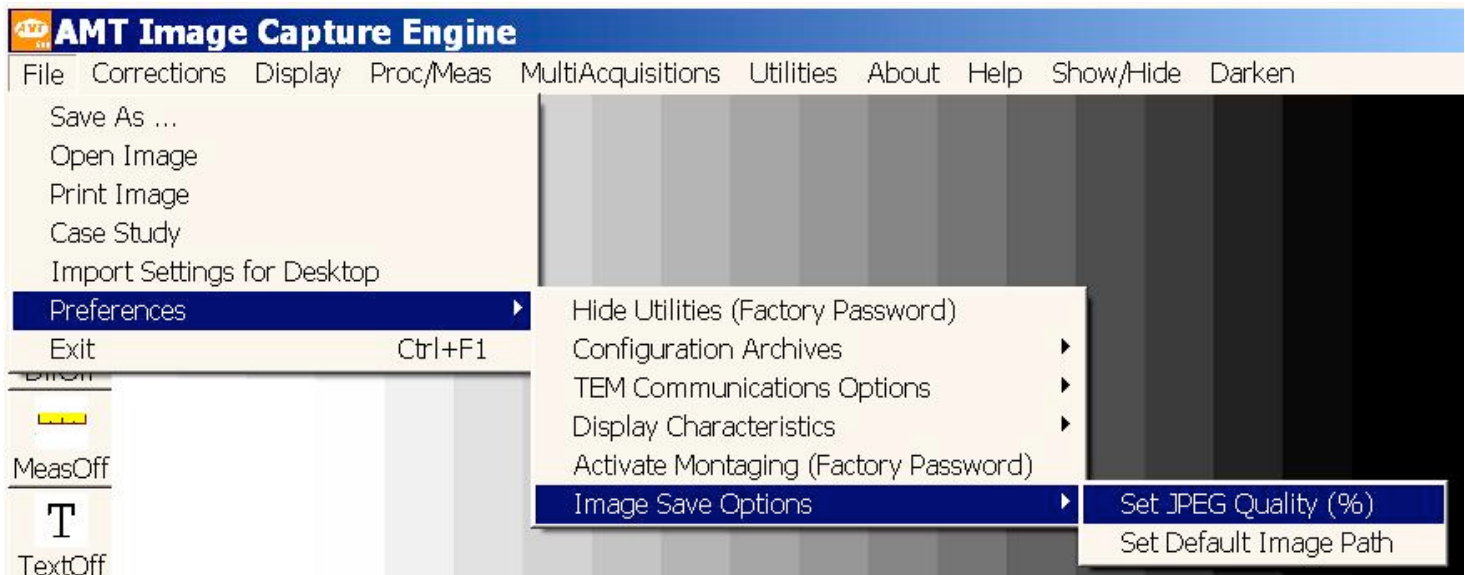 AMT Image Capture Engine
File Corrections Display Proc/Meas MultiAcquisitions Utilities About Help Show/Hide Darken
Save As ...
Open Image
Print Image
Case Study
Import Settings for Desktop
Preferences
Exit Ctrl+F1
Hide Utilities (Factory Password)
Configuration Archives
TEM Communications Options
Display Characteristics
Activate Montaging (Factory Password)
Image Save Options
Set JPEG Quality (%)
Set Default Image Path
MeasOff
T
TextOff